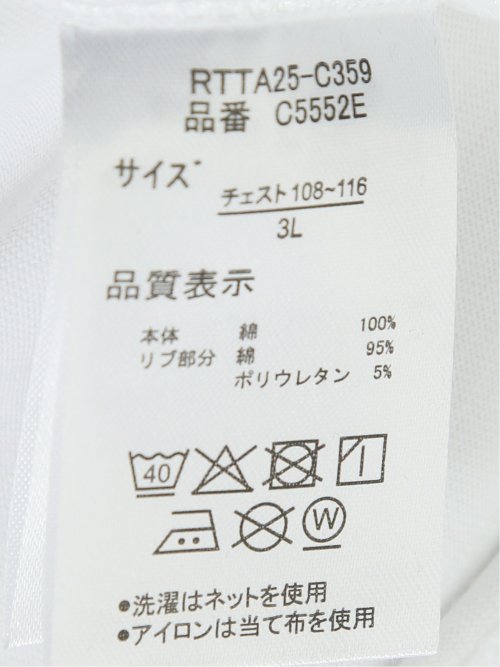 RTTA25-C359
品番 C5552E
サイズ チェスト108~116
3L
品質表示
本体 綿 100%
リブ部分 綿 95%
ポリウレタン 5%
40
W
●洗濯はネットを使用
●アイロンは当て布を使用